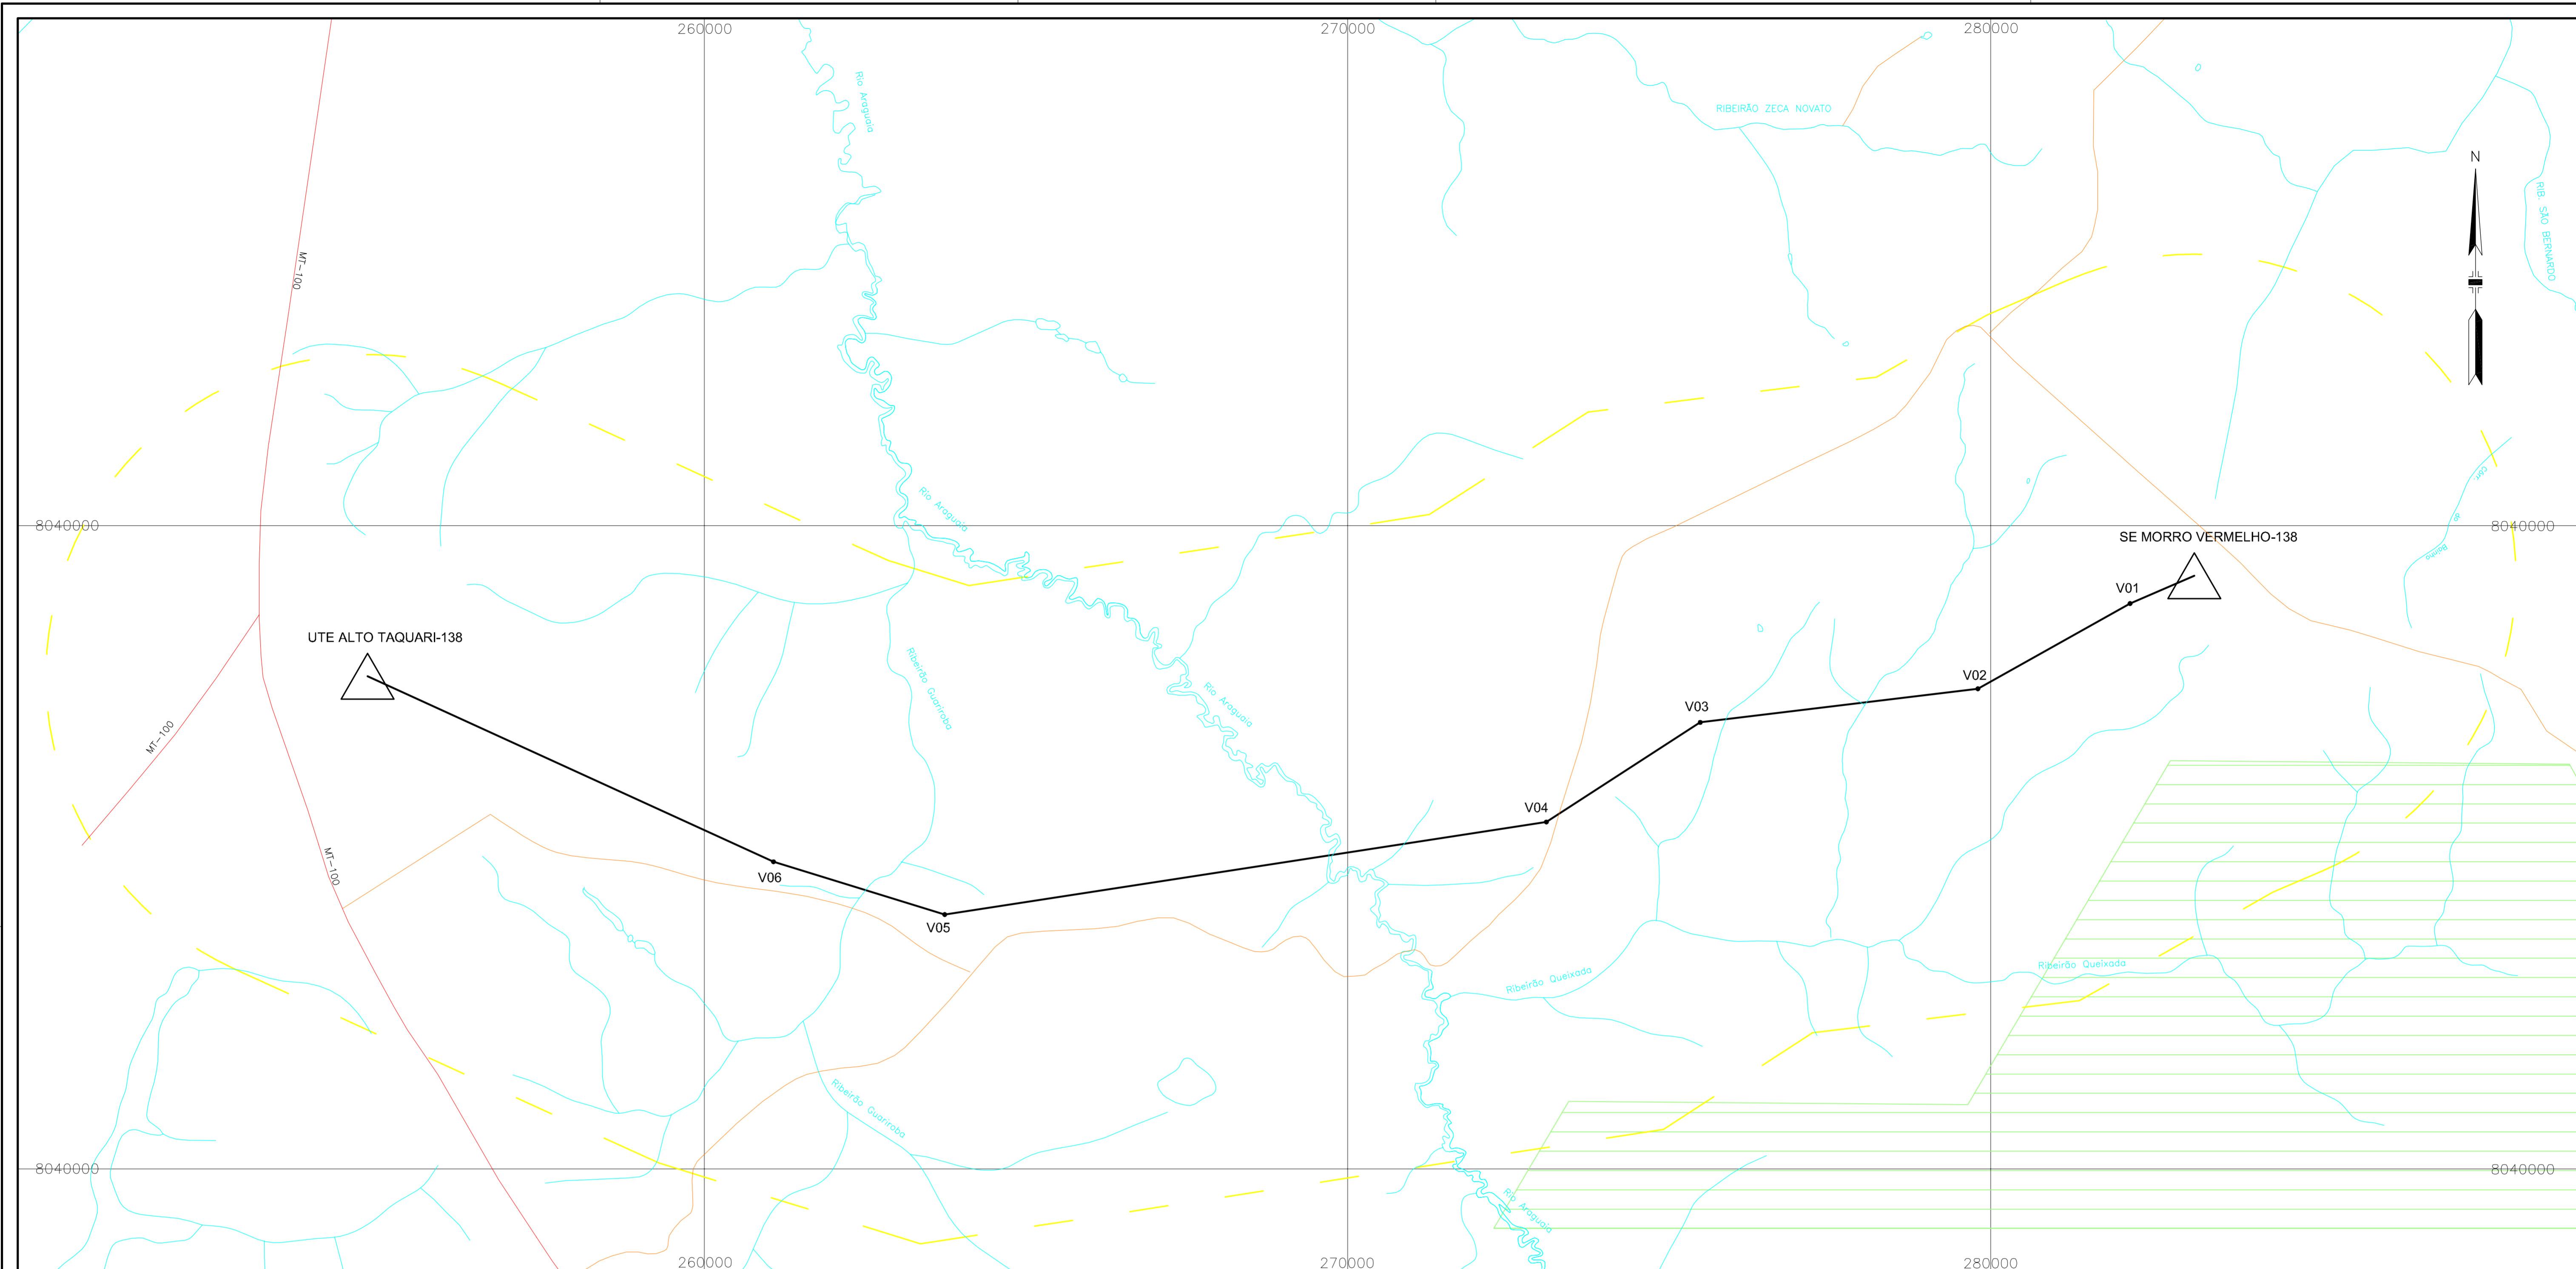 260000
270000
280000
Rio Araguaia
RIBEIRÃO ZECA NOVATO
N
RIB. SÃO BERNARDO
MT-100
Rio Araguaia
8040000
8040000
SE MORRO VERMELHO-138
V01
UTE ALTO TAQUARI-138
Ribeirão Guariroba
Rio Araguaia
V02
V03
MT-100
V04
MT-100
V06
V05
Ribeirão Queixada
Ribeirão Queixada
Ribeirão Guariroba
8040000
8040000
Rio Araguaia
260000
270000
280000